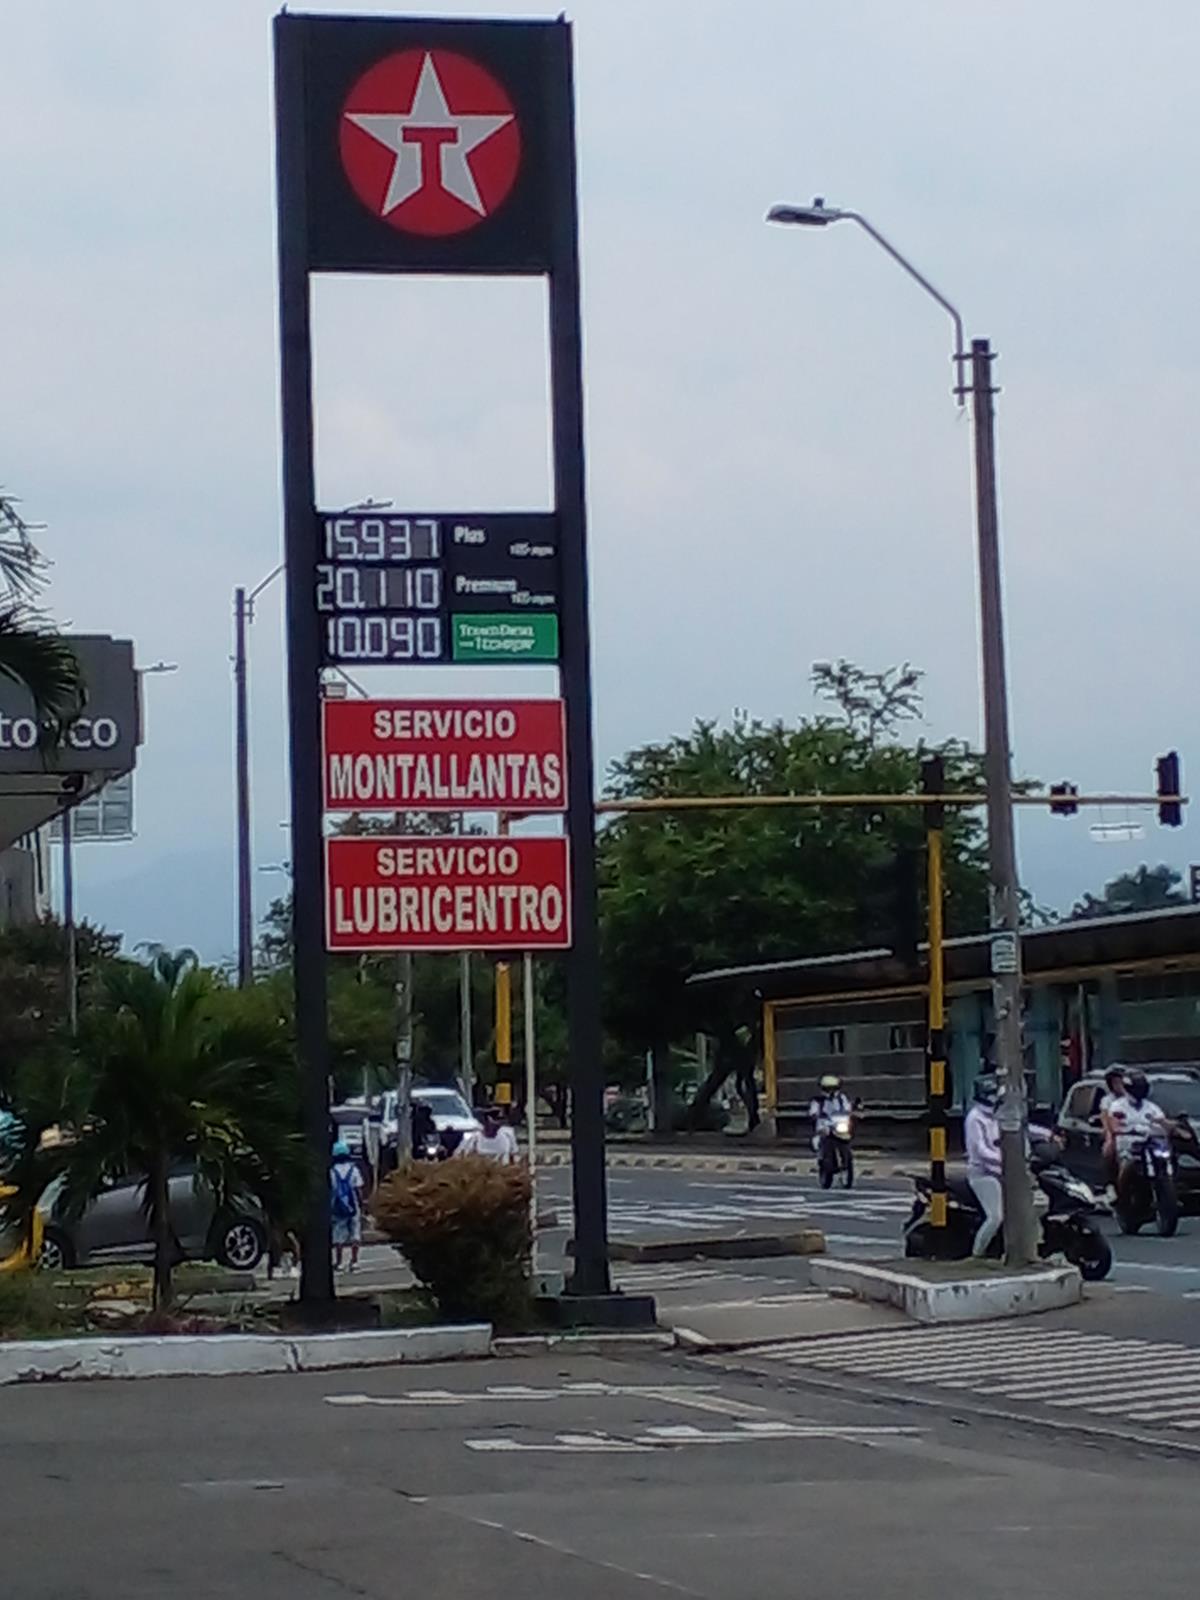 T
15.937 Plus
20.110 Premium
10.090
SERVICIO
MONTALLANTAS
SERVICIO
LUBRICENTRO